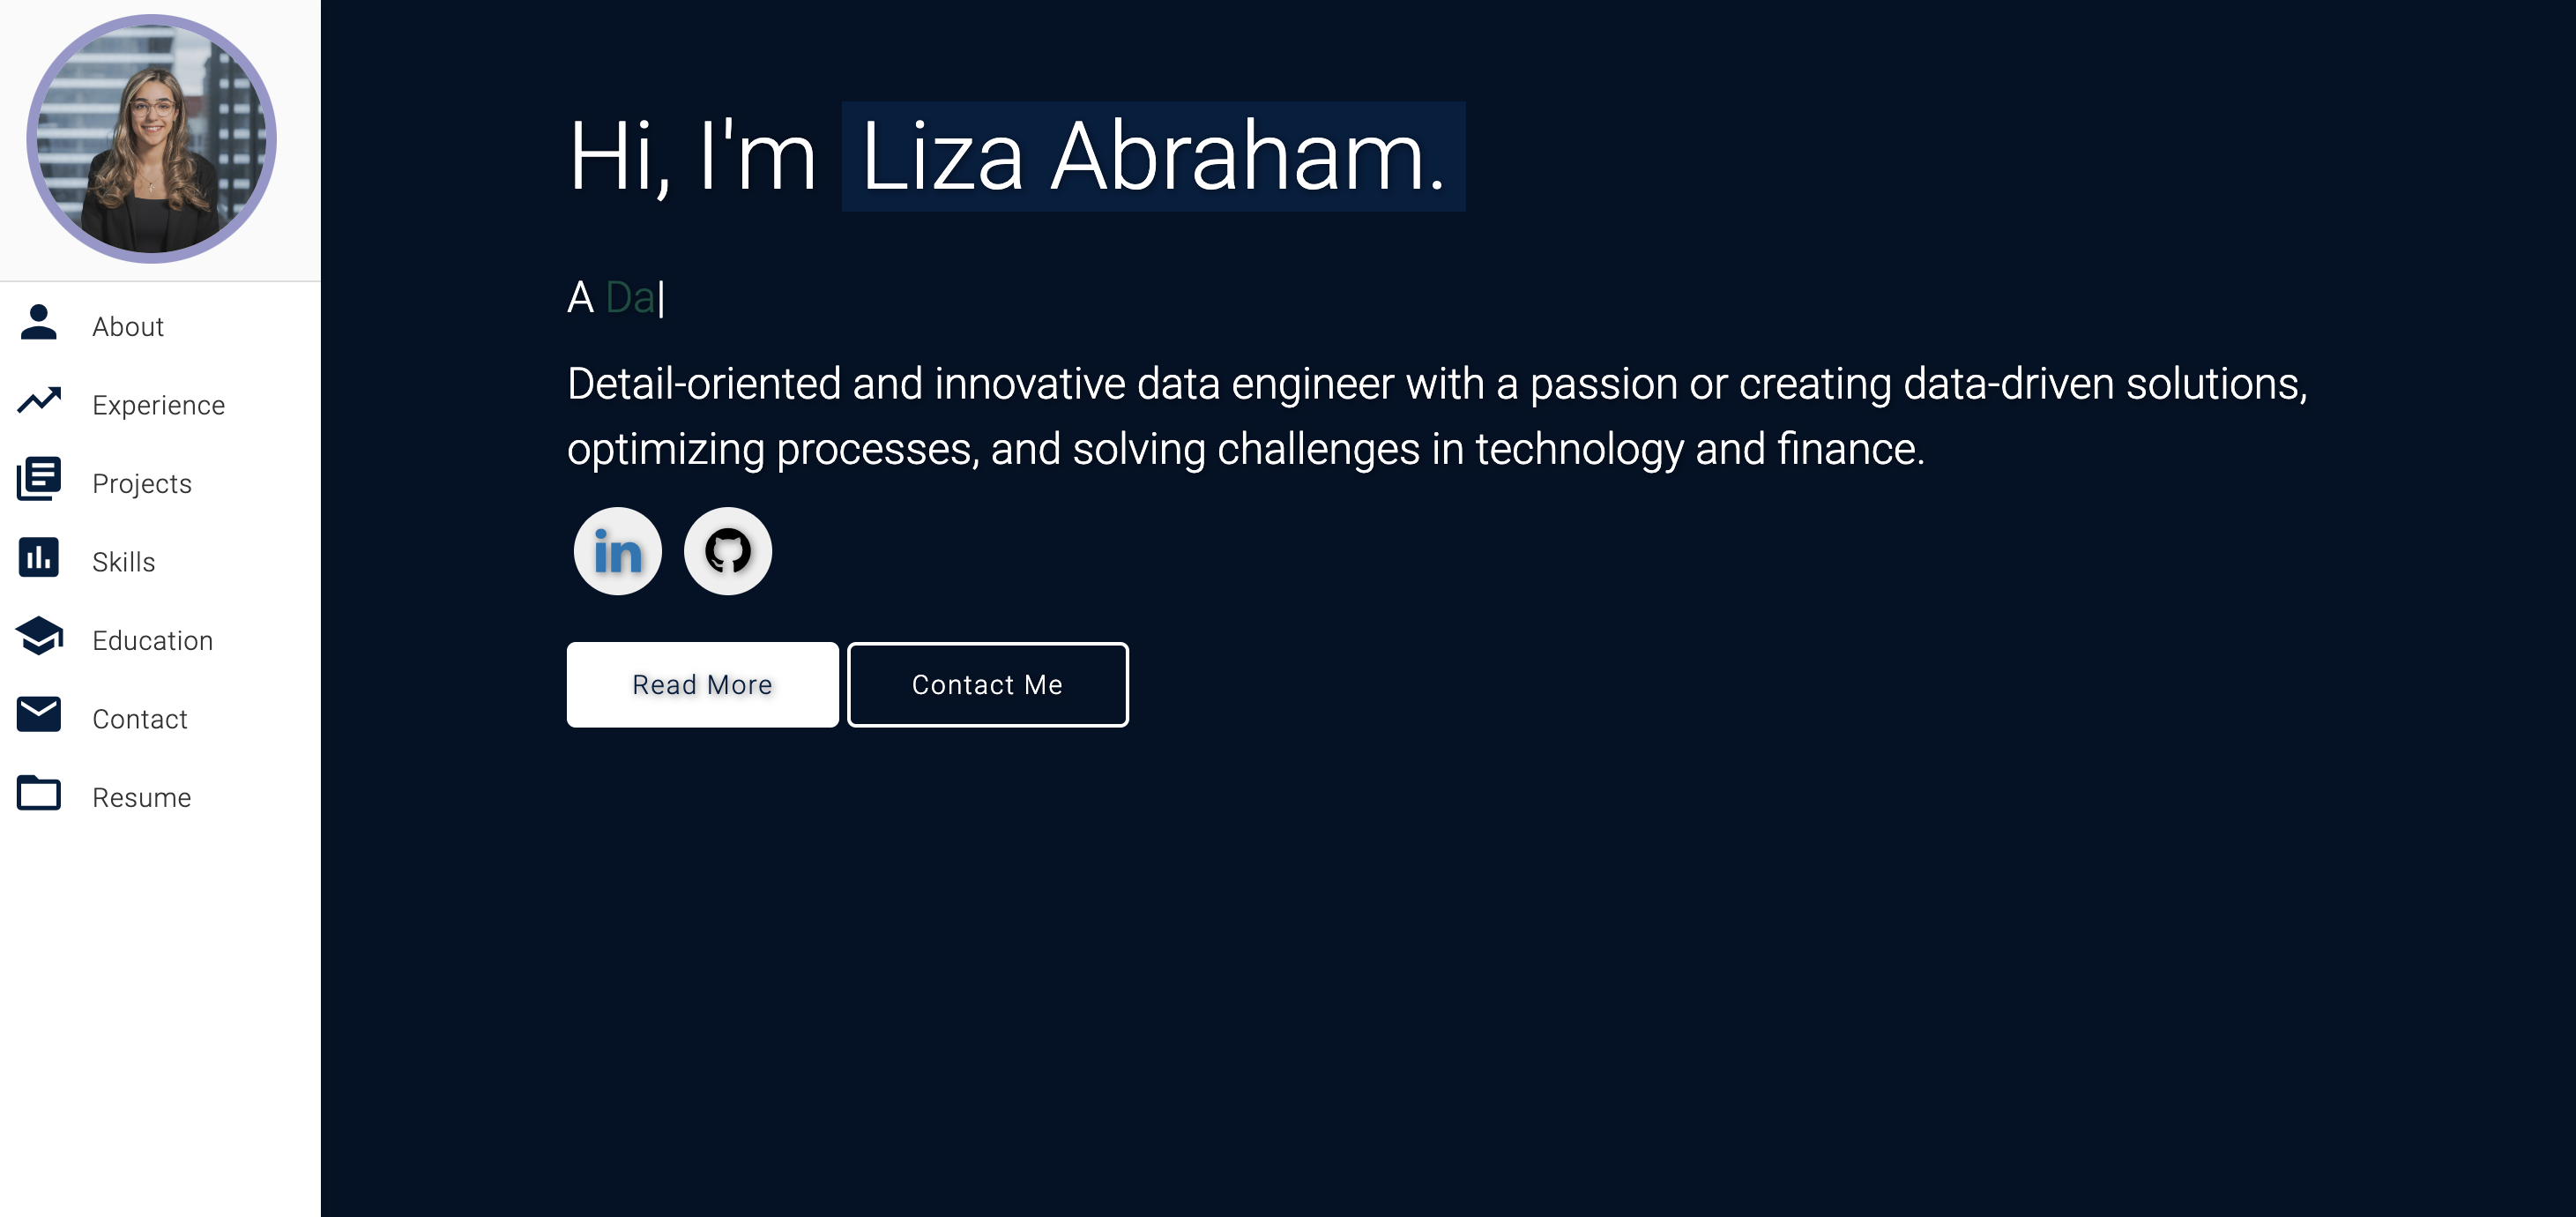 Hi, I'm Liza Abraham.
A Da|
Detail-oriented and innovative data engineer with a passion or creating data-driven solutions,
optimizing processes, and solving challenges in technology and finance.
in
Read More
Contact Me
About
Experience
Projects
Skills
Education
Contact
Resume